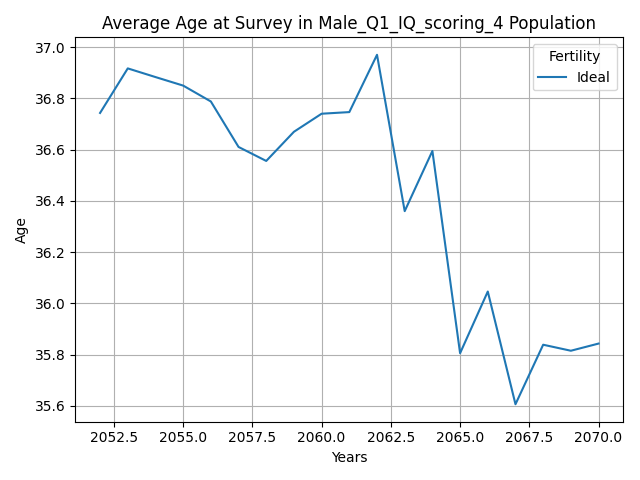 Average Age at Survey in Male_Q1_IQ_scoring_4 Population
Fertility
Ideal
37.0
36.8
36.6
36.4
36.2
36.0
35.8
35.6
Age
2052.5 2055.0 2057.5 2060.0 2062.5 2065.0 2067.5 2070.0
Years